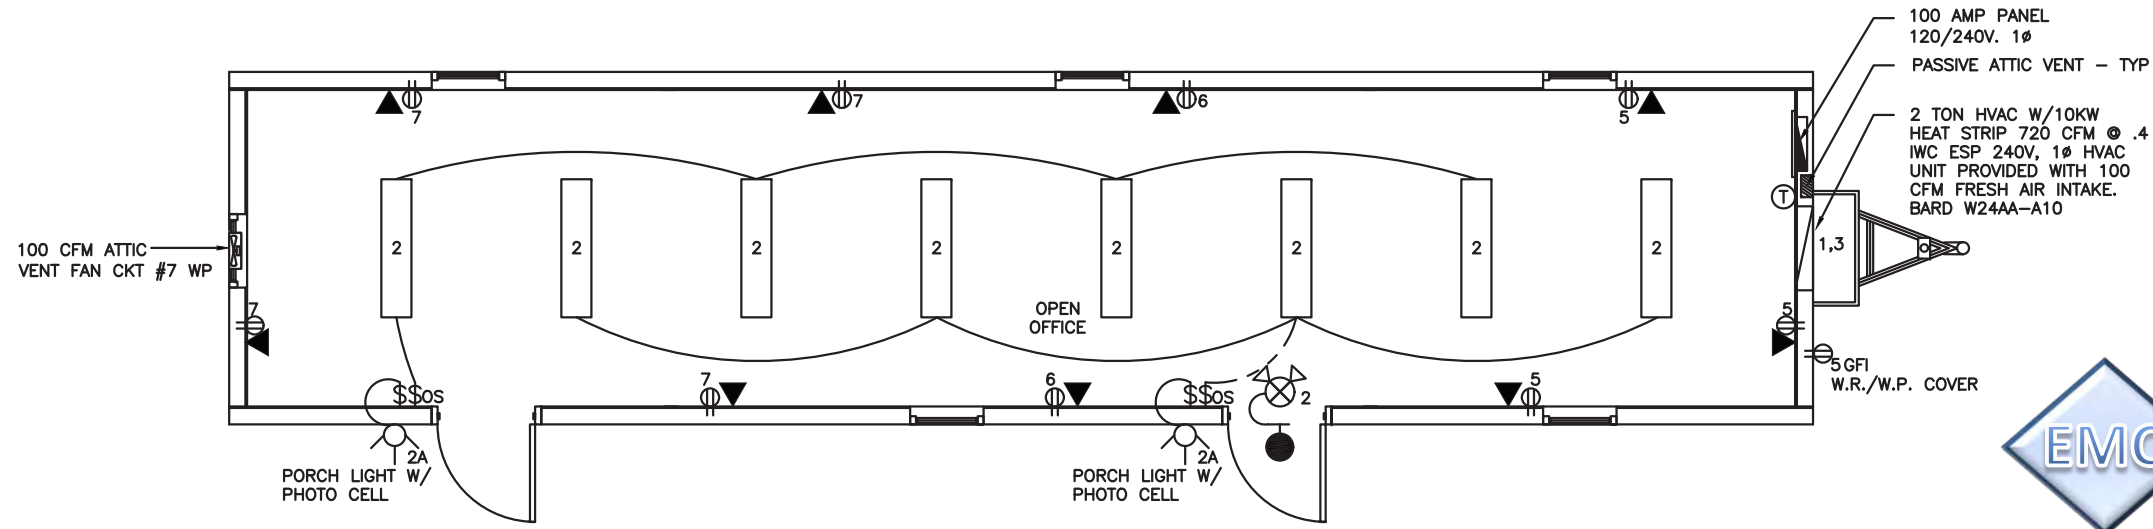 100 AMP PANEL
120/240V. 1ø
PASSIVE ATTIC VENT – TYP
2 TON HVAC W/10KW
HEAT STRIP 720 CFM @ .4
IWC ESP 240V, 1ø HVAC
UNIT PROVIDED WITH 100
CFM FRESH AIR INTAKE.
BARD W24AA–A10
7
7
6
5
T
100 CFM ATTIC
VENT FAN CKT #7 WP
2
2
2
2
2
2
2
2
1,3
7
OPEN
OFFICE
5
5 GFI
W.R./W.P. COVER
$$OS
7
6
$$OS
2
5
2A
PORCH LIGHT W/
PHOTO CELL
2A
PORCH LIGHT W/
PHOTO CELL